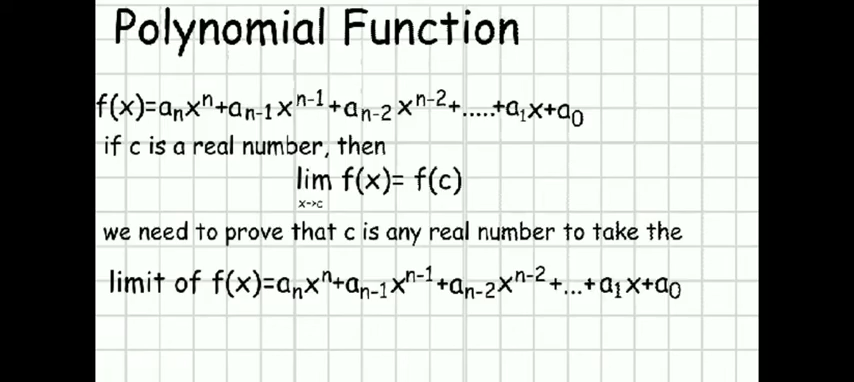 Polynomial Function
f(x)=aₙxⁿ+aₙ₋₁xⁿ⁻¹+aₙ₋₂xⁿ⁻²+.....+a₁x+a₀
if c is a real number, then
lim f(x)= f(c)
x→c
we need to prove that c is any real number to take the
limit of f(x)=aₙxⁿ+aₙ₋₁xⁿ⁻¹+aₙ₋₂xⁿ⁻²+...+a₁x+a₀